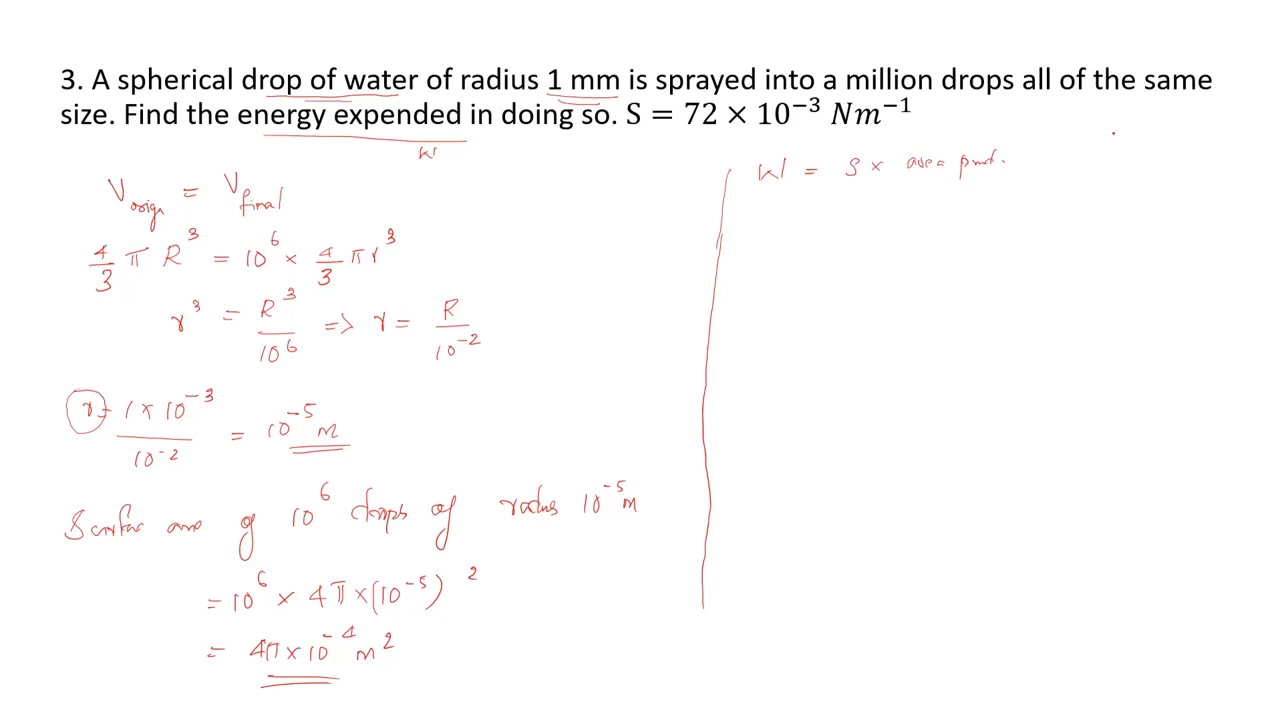 3. A spherical drop of water of radius 1 mm is sprayed into a million drops all of the same
size. Find the energy expended in doing so. S = 72 × 10⁻³ Nm⁻¹
W
V orig = V final
4/3 π R³ = 10⁶ × 4/3 π r³
r³ = R³/10⁶ => r = R/10⁻²
r = 1 × 10⁻³/10⁻² = 10⁻⁵ m
Surface area of 10⁶ drops of radius 10⁻⁵ m
= 10⁶ × 4π × (10⁻⁵)²
= 4π × 10⁻⁴ m²
W = S × area